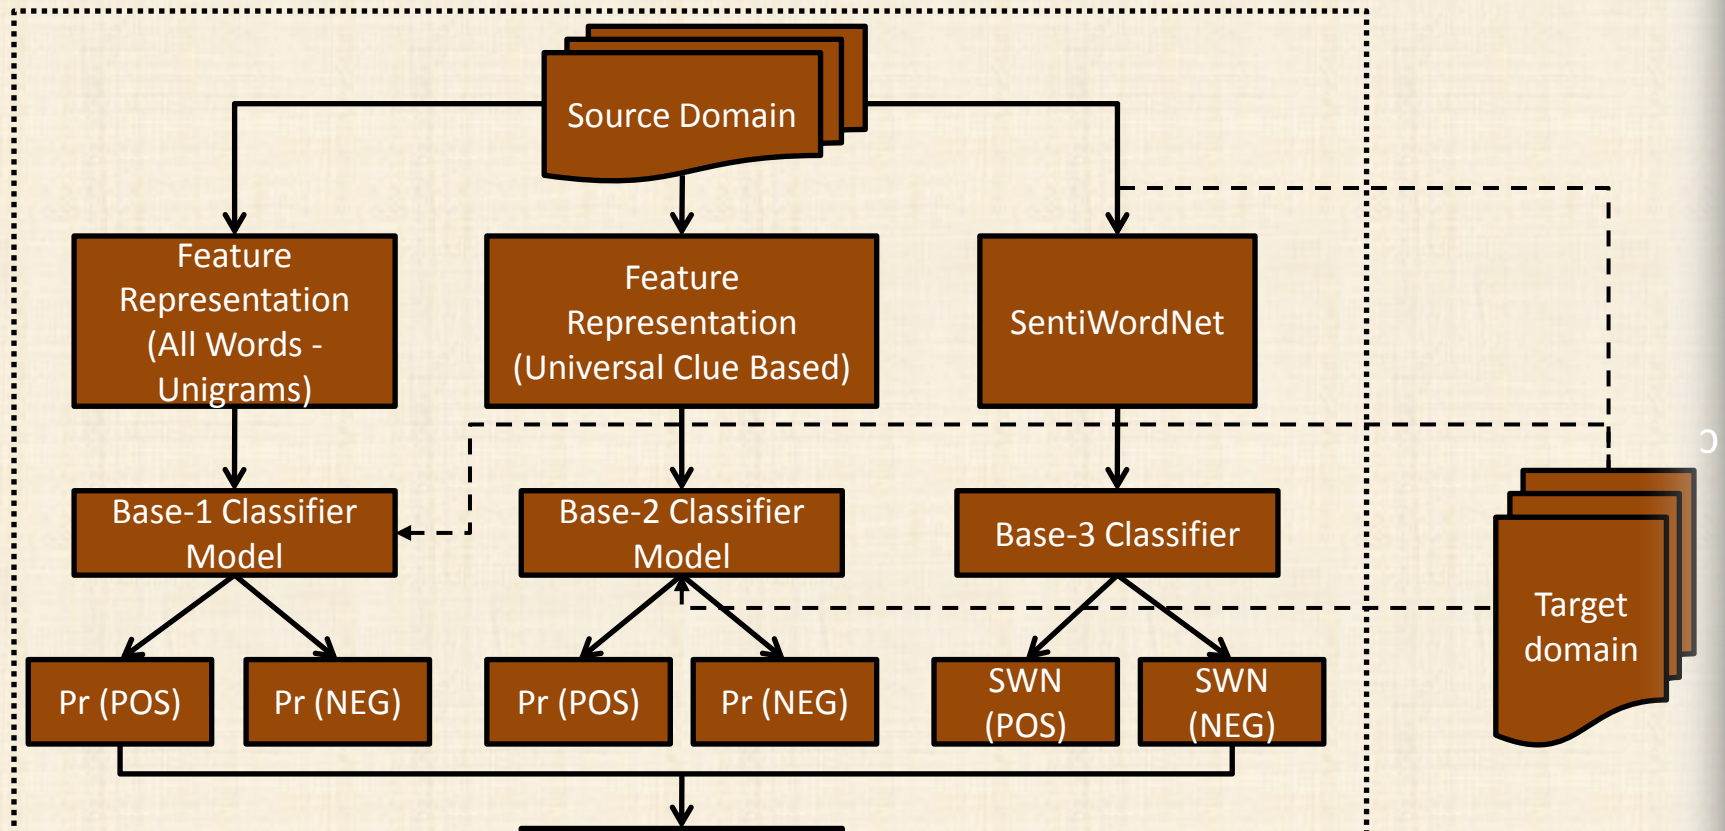 Source Domain
Feature
Representation
(All Words -
Unigrams)
Feature
Representation
(Universal Clue Based)
SentiWordNet
Base-1 Classifier
Model
Base-2 Classifier
Model
Base-3 Classifier
Target
domain
Pr (POS)
Pr (NEG)
Pr (POS)
Pr (NEG)
SWN
(POS)
SWN
(NEG)